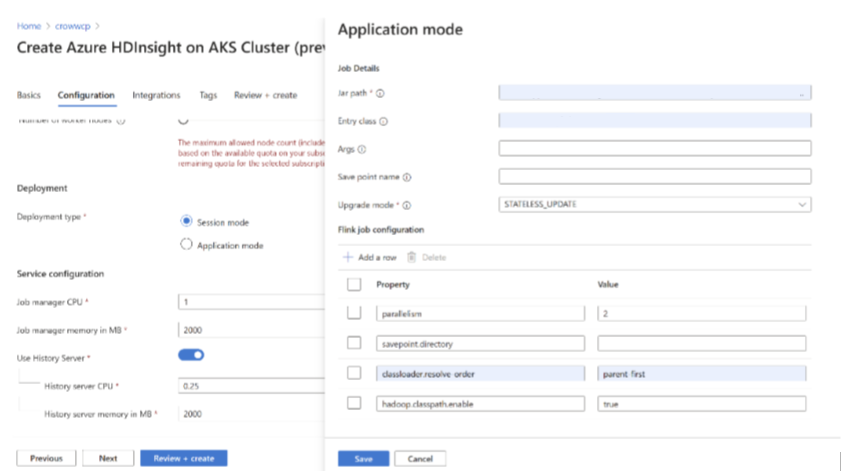 Home > crowwcp >
Create Azure HDInsight on AKS Cluster (prev
Basics Configuration Integrations Tags Review + create
Number of worker nodes
The maximum allowed node count (include
based on the available quota on your subs
remaining quota for the selected subscripti
Deployment
Deployment type *
Session mode
Application mode
Service configuration
Job manager CPU *
1
Job manager memory in MB *
2000
Use History Server *
History server CPU *
0.25
History server memory in MB *
2000
Previous Next Review + create
Application mode
Job Details
Jar path *
Entry class
Args
Save point name
Upgrade mode *
STATELESS_UPDATE
Flink job configuration
Add a row Delete
Property Value
parallelism 2
savepoint.directory
classloader.resolve-order parent-first
hadoop.classpath.enable true
Save Cancel